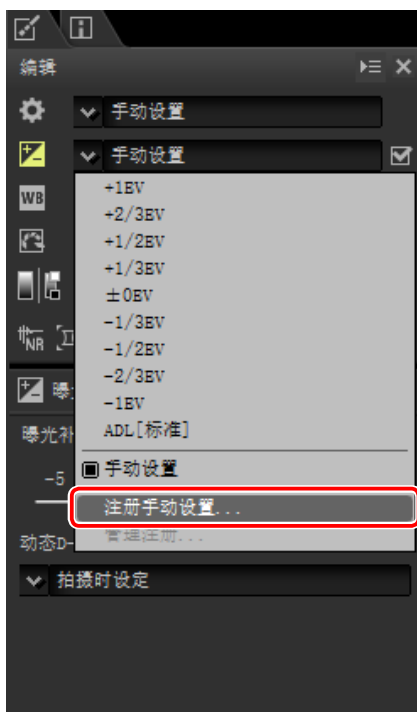 编辑
手动设置
手动设置
WB
+1EV
+2/3EV
+1/2EV
+1/3EV
±0EV
-1/3EV
-1/2EV
NR
-2/3EV
曝
-1EV
曝光补
ADL[标准]
-5
手动设置
注册手动设置...
动态D-
管理注册...
拍摄时设定